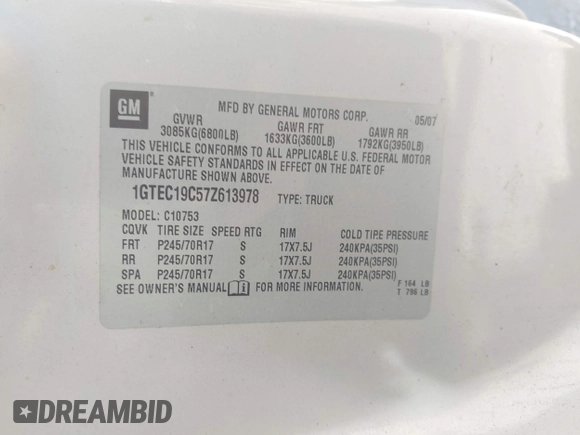 GM
MFD BY GENERAL MOTORS CORP. 05/07
GVWR GAWR FRT GAWR RR
3085KG(6800LB) 1633KG(3600LB) 1792KG(3950LB)
THIS VEHICLE CONFORMS TO ALL APPLICABLE U.S. FEDERAL MOTOR
VEHICLE SAFETY STANDARDS IN EFFECT ON THE DATE OF
MANUFACTURE SHOWN ABOVE.
1GTEC19C57Z613978 TYPE: TRUCK
MODEL: C10753
CQVK TIRE SIZE SPEED RTG RIM COLD TIRE PRESSURE
FRT P245/70R17 S 17X7.5J 240KPA(35PSI)
RR P245/70R17 S 17X7.5J 240KPA(35PSI)
SPA P245/70R17 S 17X7.5J 240KPA(35PSI)
SEE OWNER'S MANUAL i FOR MORE INFORMATION.
F 164 LB
T 796 LB
DREAMBID